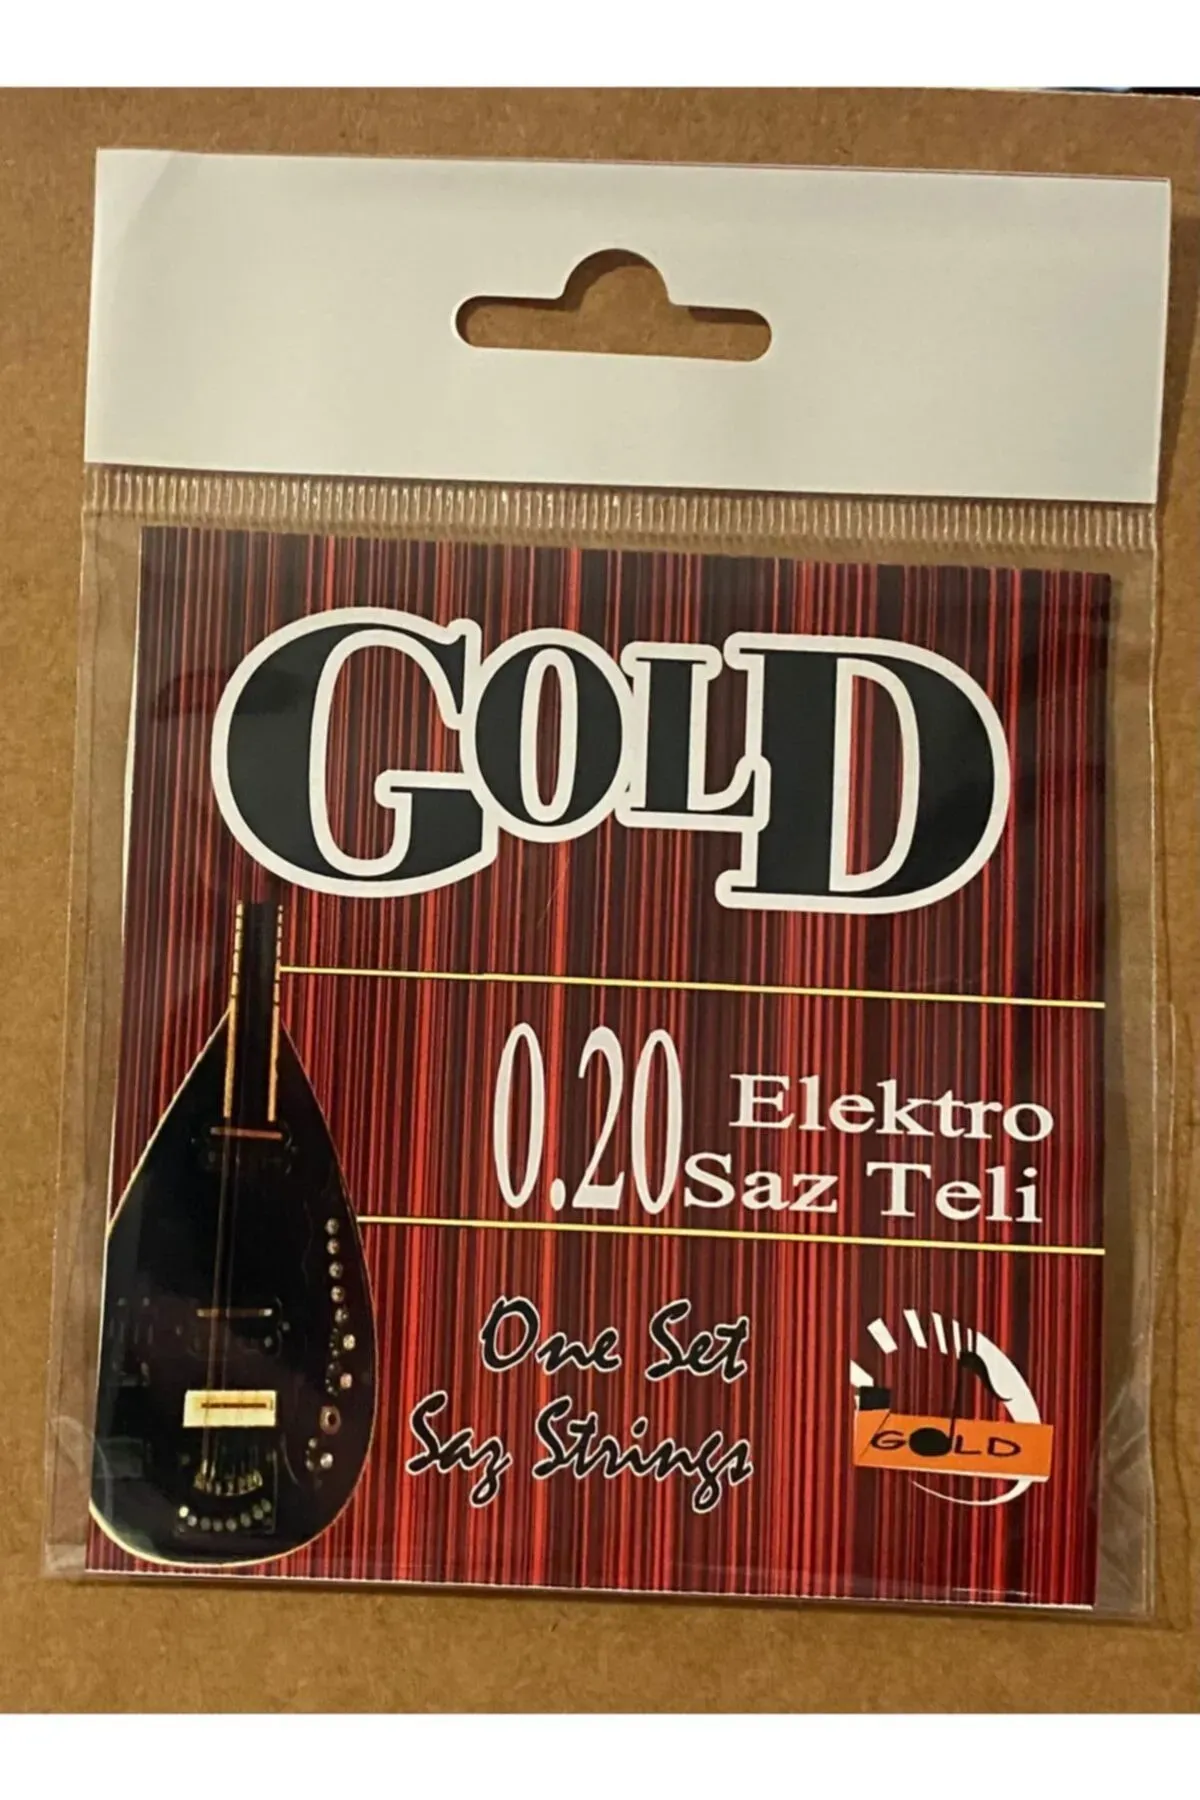 GOLD
0.20 Elektro
Saz Teli
One Set
Saz Strings
GOLD